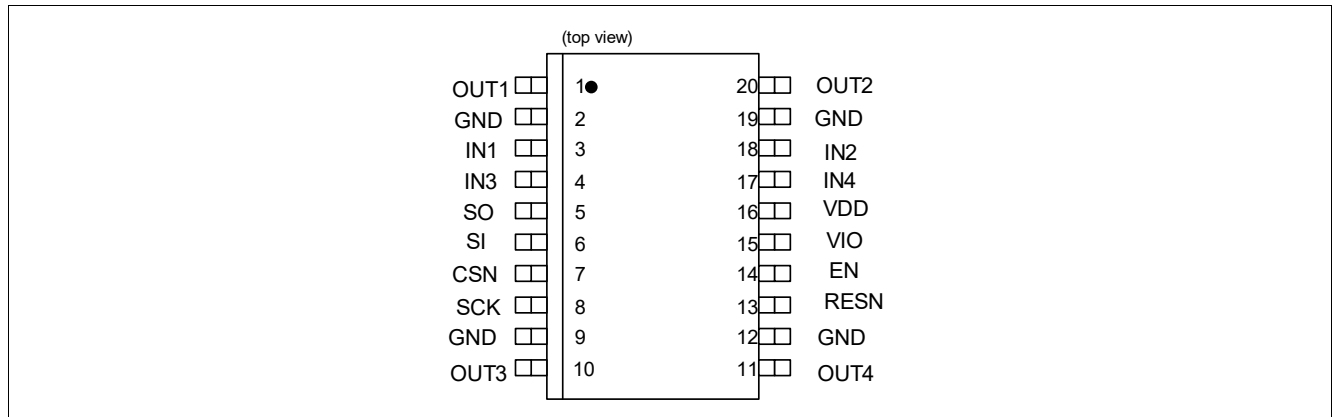 (top view)
OUT1 1 20 OUT2
GND 2 19 GND
IN1 3 18 IN2
IN3 4 17 IN4
SO 5 16 VDD
SI 6 15 VIO
CSN 7 14 EN
SCK 8 13 RESN
GND 9 12 GND
OUT3 10 11 OUT4